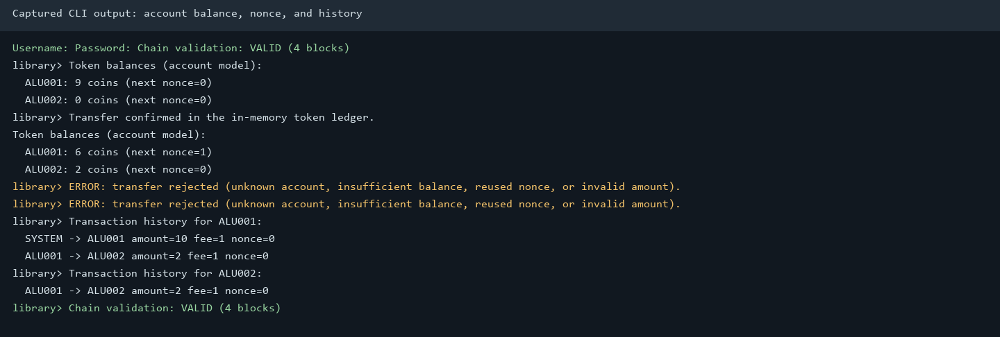 Captured CLI output: account balance, nonce, and history
Username: Password: Chain validation: VALID (4 blocks)
library> Token balances (account model):
  ALU001: 9 coins (next nonce=0)
  ALU002: 0 coins (next nonce=0)
library> Transfer confirmed in the in-memory token ledger.
Token balances (account model):
  ALU001: 6 coins (next nonce=1)
  ALU002: 2 coins (next nonce=0)
library> ERROR: transfer rejected (unknown account, insufficient balance, reused nonce, or invalid amount).
library> ERROR: transfer rejected (unknown account, insufficient balance, reused nonce, or invalid amount).
library> Transaction history for ALU001:
  SYSTEM -> ALU001 amount=10 fee=1 nonce=0
  ALU001 -> ALU002 amount=2 fee=1 nonce=0
library> Transaction history for ALU002:
  ALU001 -> ALU002 amount=2 fee=1 nonce=0
library> Chain validation: VALID (4 blocks)